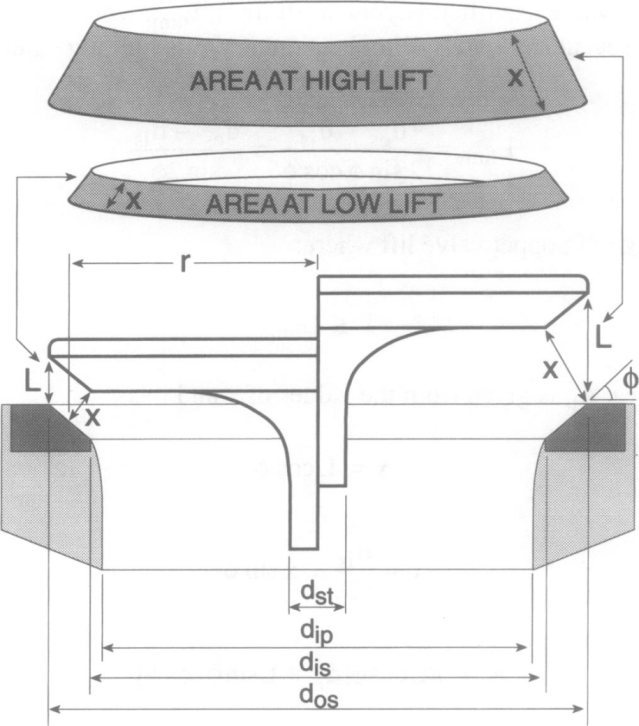 AREA AT HIGH LIFT
X
X
AREA AT LOW LIFT
r
L
X
L
X
ϕ
dst
dip
dis
dos